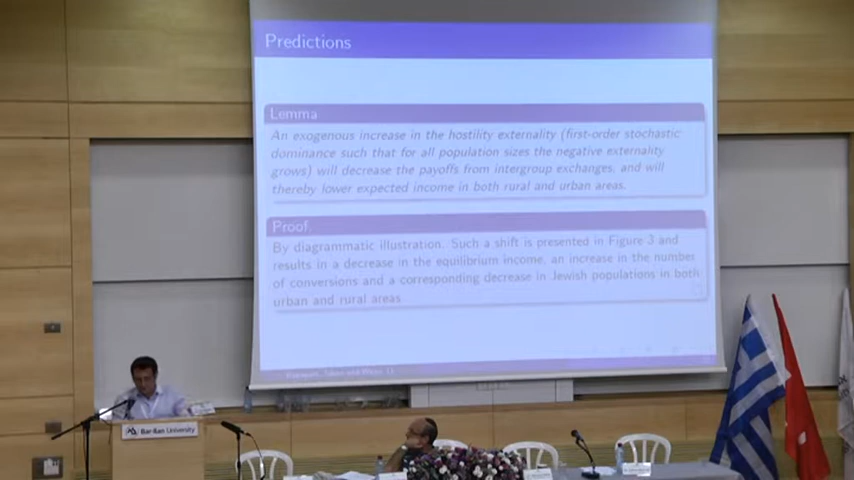 Predictions
Lemma
An exogenous increase in the hostility externality (first-order stochastic
dominance such that for all population sizes the negative externality
grows) will decrease the payoffs from intergroup exchanges, and will
thereby lower expected income in both rural and urban areas.
Proof.
By diagrammatic illustration. Such a shift is presented in Figure 3 and
results in a decrease in the equilibrium income, an increase in the number
of conversions and a corresponding decrease in Jewish populations in both
urban and rural areas.
Bar-Ilan University